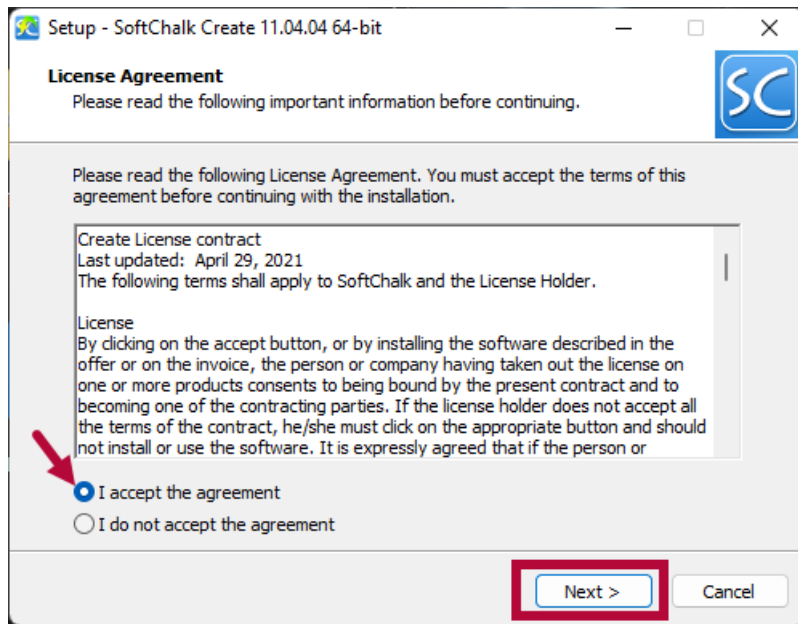 Setup - SoftChalk Create 11.04.04 64-bit
License Agreement
Please read the following important information before continuing.
SC
Please read the following License Agreement. You must accept the terms of this
agreement before continuing with the installation.
Create License contract
Last updated:  April 29, 2021
The following terms shall apply to SoftChalk and the License Holder.
License
By clicking on the accept button, or by installing the software described in the
offer or on the invoice, the person or company having taken out the license on
one or more products consents to being bound by the present contract and to
becoming one of the contracting parties. If the license holder does not accept all
the terms of the contract, he/she must click on the appropriate button and should
not install or use the software. It is expressly agreed that if the person or
I accept the agreement
I do not accept the agreement
Next >
Cancel